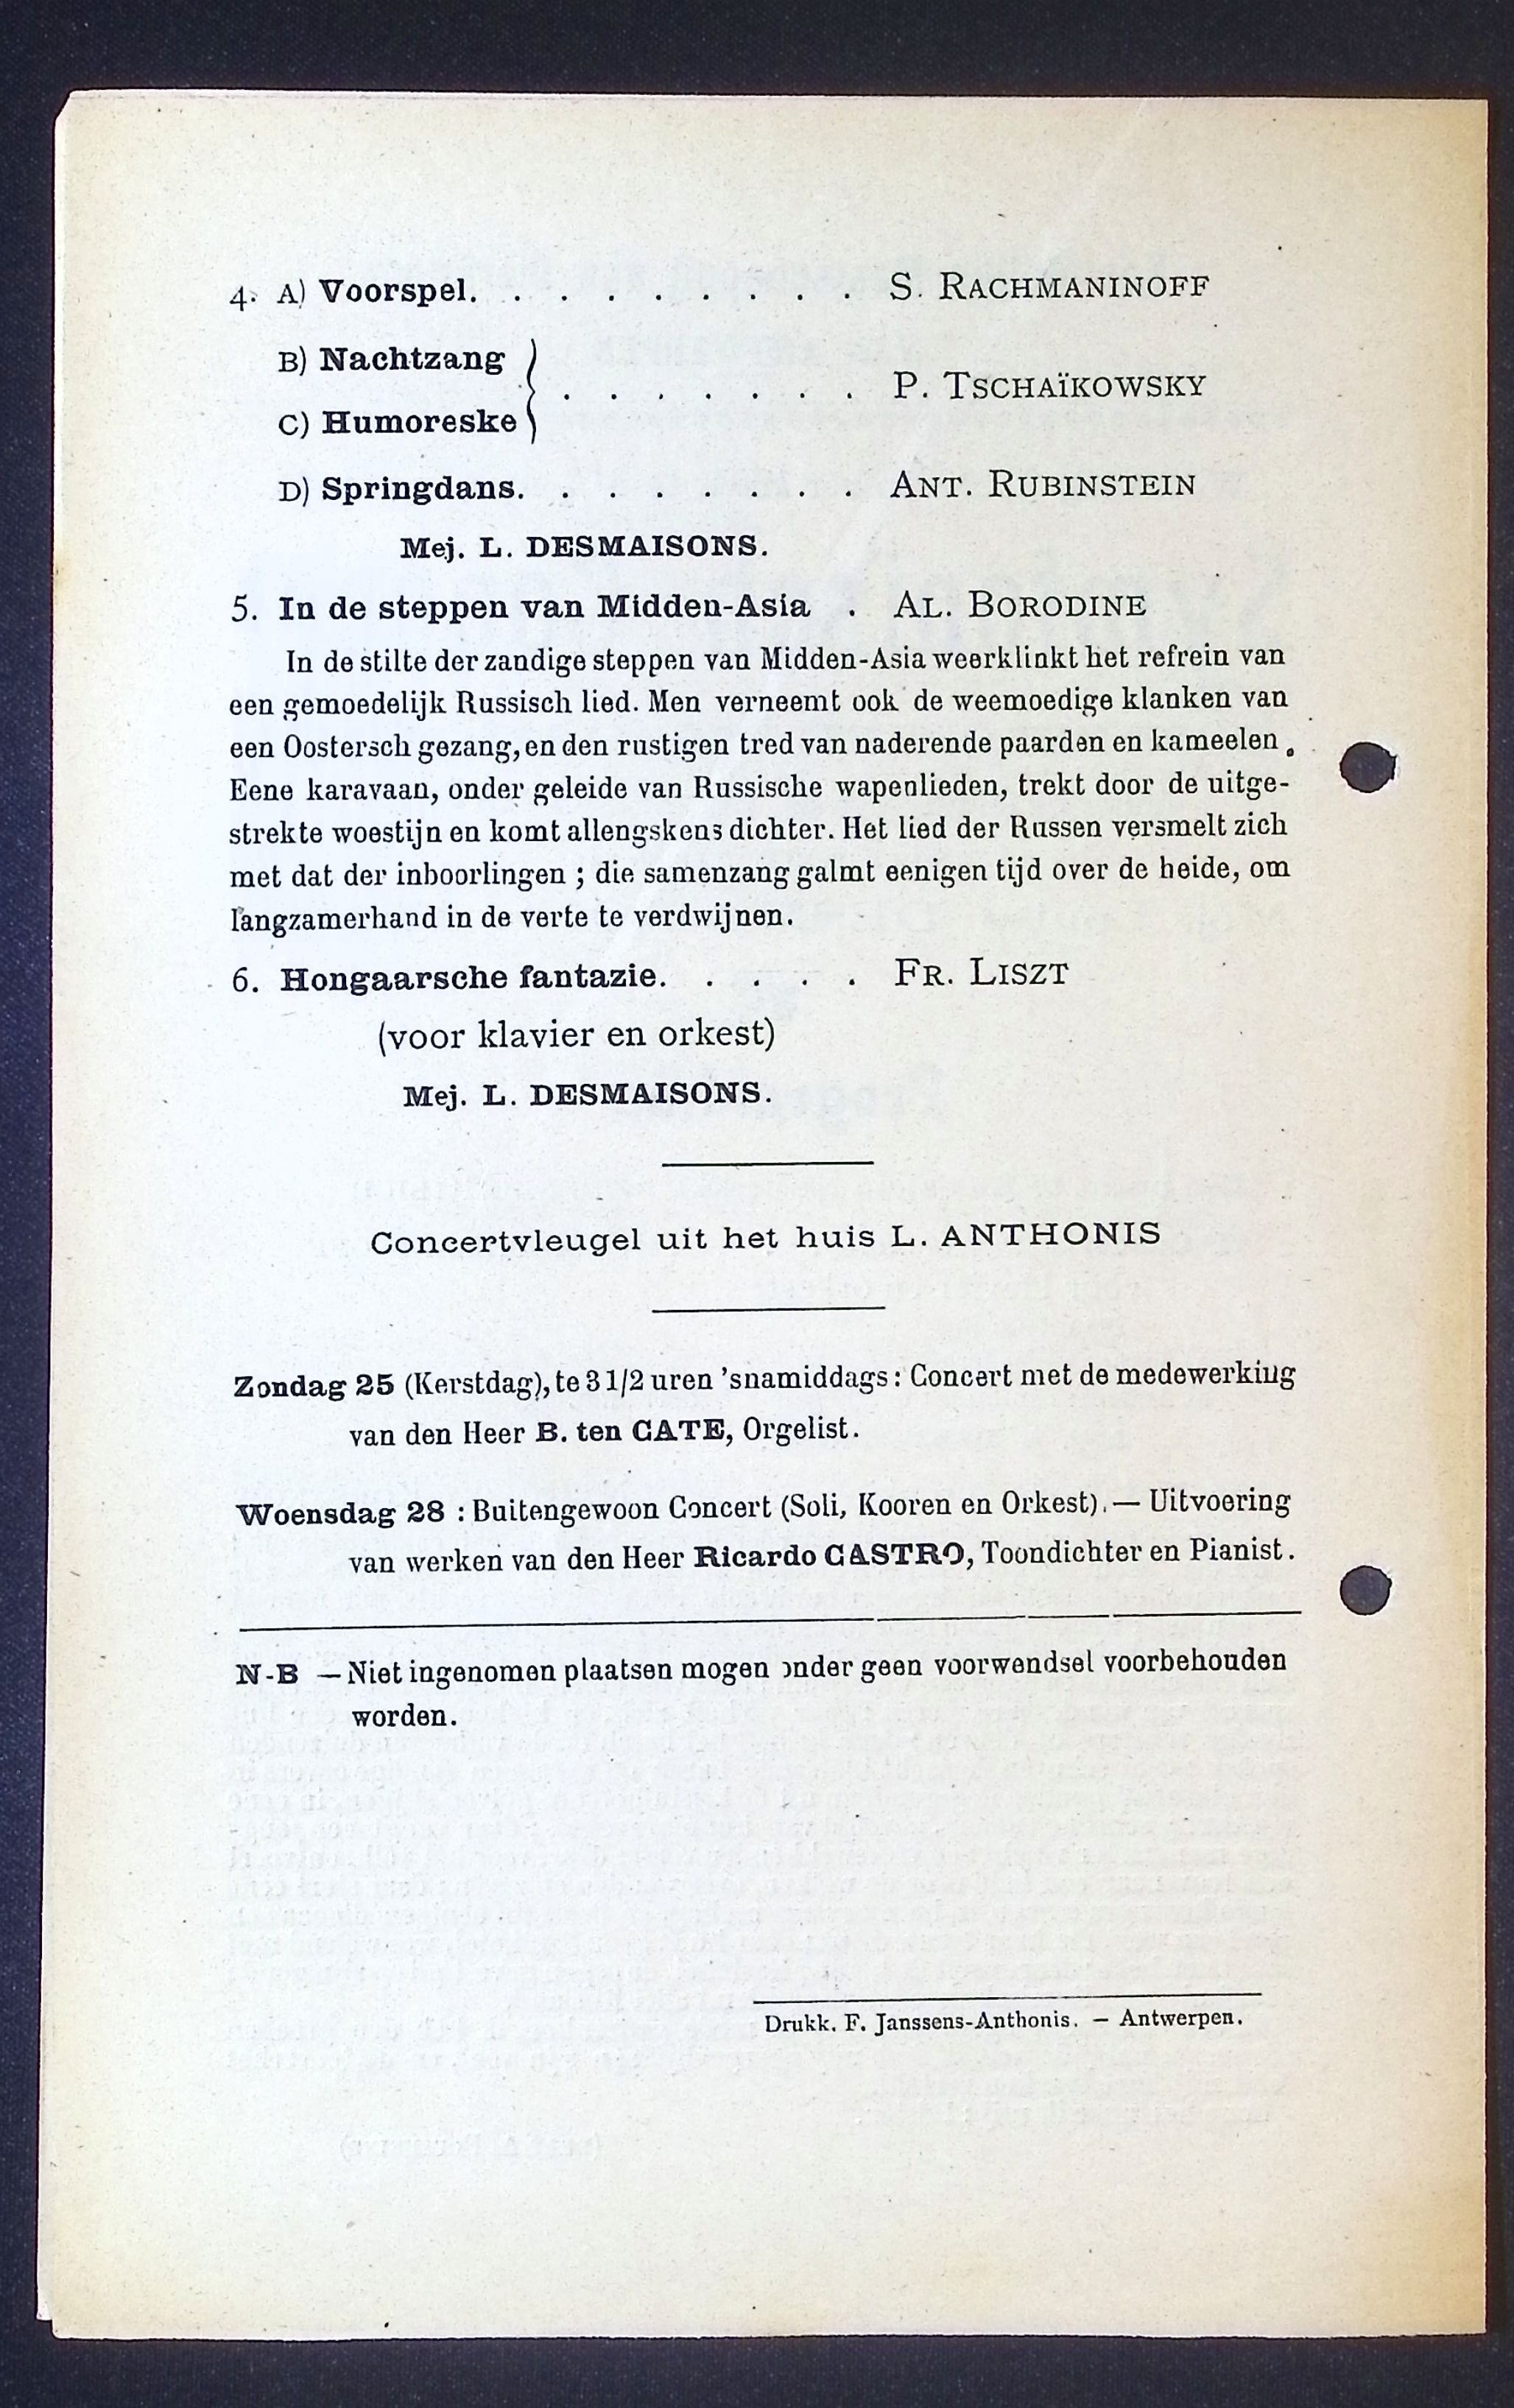 4. A) Voorspel. . . . . . . . . S. RACHMANINOFF
B) Nachtzang
C) Humoreske } . . . . . . . P. TSCHAÏKOWSKY
D) Springdans. . . . . . . . ANT. RUBINSTEIN
Mej. L. DESMAISONS.
5. In de steppen van Midden-Asia . AL. BORODINE
In de stilte der zandige steppen van Midden-Asia weerklinkt het refrein van
een gemoedelijk Russisch lied. Men verneemt ook de weemoedige klanken van
een Oostersch gezang, en den rustigen tred van naderende paarden en kameelen.
Eene karavaan, onder geleide van Russische wapenlieden, trekt door de uitge-
strekte woestijn en komt allengskens dichter. Het lied der Russen versmelt zich
met dat der inboorlingen ; die samenzang galmt eenigen tijd over de heide, om
langzamerhand in de verte te verdwijnen.
6. Hongaarsche fantazie. . . . . FR. LISZT
(voor klavier en orkest)
Mej. L. DESMAISONS.
Concertvleugel uit het huis L. ANTHONIS
Zondag 25 (Kerstdag), te 3 1/2 uren 'snamiddags : Concert met de medewerking
van den Heer B. ten CATE, Orgelist.
Woensdag 28 : Buitengewoon Concert (Soli, Kooren en Orkest). — Uitvoering
van werken van den Heer Ricardo CASTRO, Toondichter en Pianist.
N-B — Niet ingenomen plaatsen mogen onder geen voorwendsel voorbehouden
worden.
Drukk. F. Janssens-Anthonis. — Antwerpen.